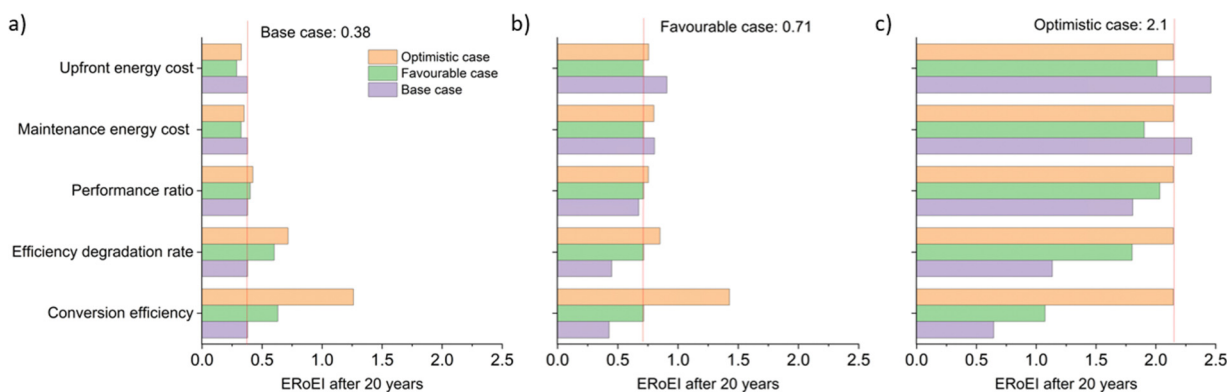 a)
Base case: 0.38
Optimistic case
Favourable case
Base case
Upfront energy cost
Maintenance energy cost
Performance ratio
Efficiency degradation rate
Conversion efficiency
0.0 0.5 1.0 1.5 2.0 2.5
ERoEI after 20 years
b)
Favourable case: 0.71
0.0 0.5 1.0 1.5 2.0 2.5
ERoEI after 20 years
c)
Optimistic case: 2.1
0.0 0.5 1.0 1.5 2.0 2.5
ERoEI after 20 years